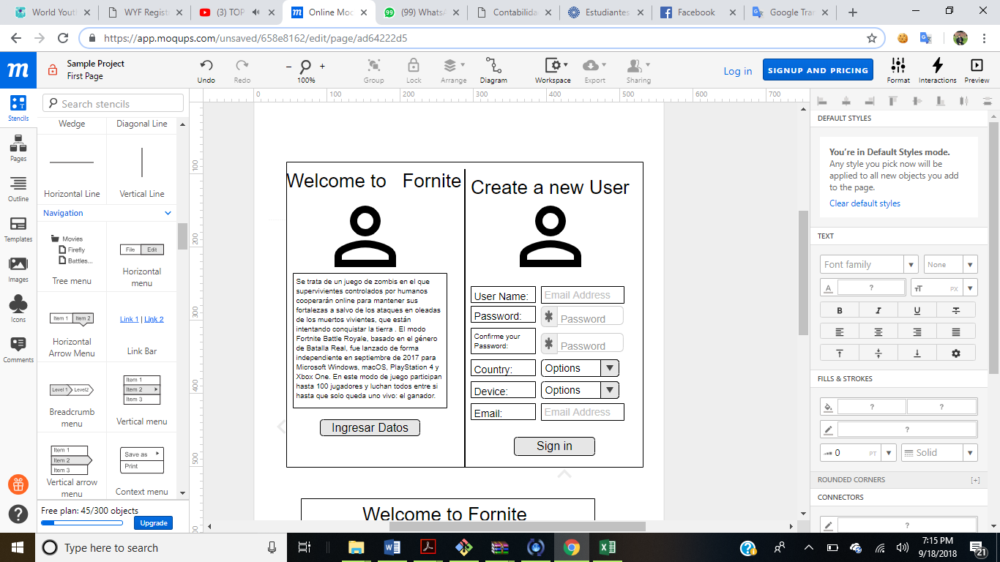 World Yout
WYF Regist
(3) TOP
Online Moc
(99) WhatsA
Contabilida
Estudiantes
Facebook
Google Tran
https://app.moqups.com/unsaved/658e8162/edit/page/ad64222d5
m
Sample Project
First Page
Undo
Redo
100%
Group
Lock
Arrange
Diagram
Workspace
Export
Sharing
Log in
SIGNUP AND PRICING
Format
Interactions
Preview
Stencils
Pages
Outline
Templates
Images
Icons
Comments
Search stencils
Wedge
Diagonal Line
Horizontal Line
Vertical Line
Navigation
Movies
Firefly
Battles...
Tree menu
File
Edit
Horizontal
menu
Item 1
Item 2
Horizontal
Arrow Menu
Link 1 | Link 2
Link Bar
Level 1
Level2
Breadcrumb
menu
Item 1
Item 2
Item 3
Vertical menu
Item 1
Item 2
Item 3
Vertical arrow
menu
Save as
Print
Context menu
Free plan: 45/300 objects
Upgrade
0 100 200 300 400 500 600 700
100
200
300
400
500
Welcome to Fornite
Se trata de un juego de zombis en el que
supervivientes controlados por humanos
cooperarán online para mantener sus
fortalezas a salvo de los ataques en oleadas
de los muertos vivientes, que están
intentando conquistar la tierra . El modo
Fortnite Battle Royale, basado en el género
de Batalla Real, fue lanzado de forma
independiente en septiembre de 2017 para
Microsoft Windows, macOS, PlayStation 4 y
Xbox One. En este modo de juego participan
hasta 100 jugadores y luchan todos entre si
hasta que solo queda uno vivo: el ganador.
Ingresar Datos
Create a new User
User Name:
Email Address
Password:
Password
Confirme your
Password:
Password
Country:
Options
Device:
Options
Email:
Email Address
Sign in
Welcome to Fornite
DEFAULT STYLES
You're in Default Styles mode.
Any style you pick now will be
applied to all new objects you add
to the page.
Clear default styles
TEXT
Font family
None
A ?
TT PX
B I U T
FILLS & STROKES
? ?
?
0 PT
Solid
ROUNDED CORNERS [+]
CONNECTORS
?
Type here to search
7:15 PM
9/18/2018
21